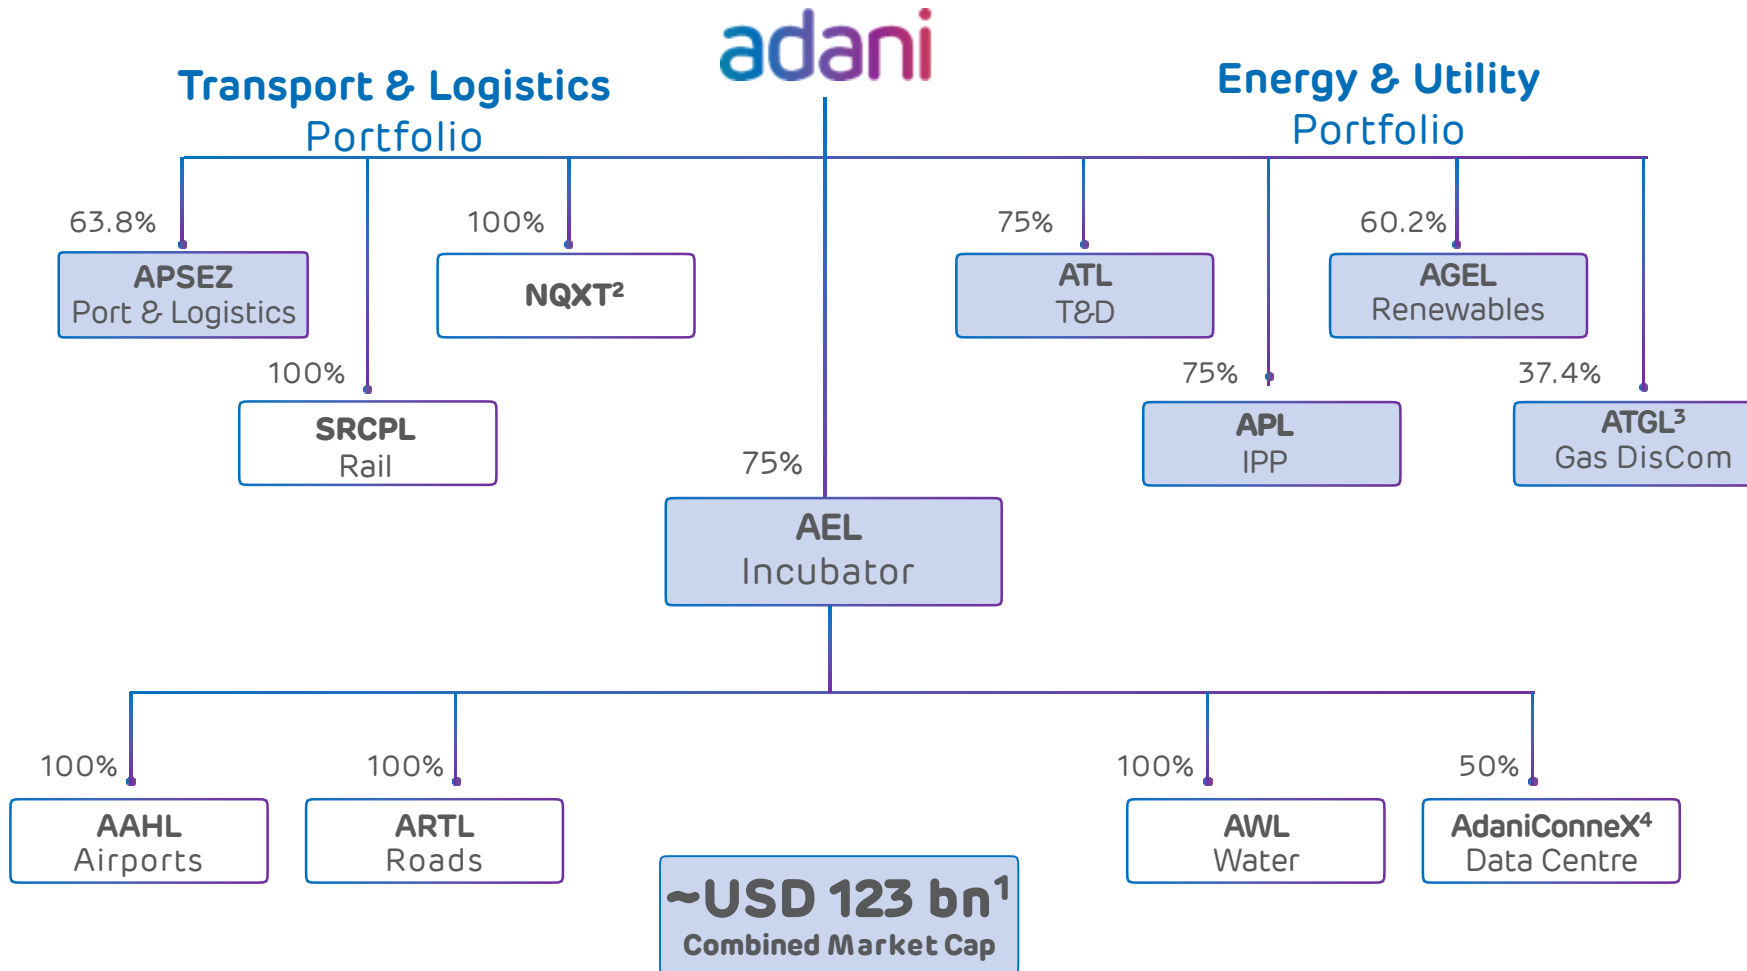 adani
Transport & Logistics
Portfolio
Energy & Utility
Portfolio
63.8%
APSEZ
Port & Logistics
100%
NQXT²
75%
ATL
T&D
60.2%
AGEL
Renewables
100%
SRCPL
Rail
75%
APL
IPP
37.4%
ATGL³
Gas DisCom
75%
AEL
Incubator
100%
AAHL
Airports
100%
ARTL
Roads
100%
AWL
Water
50%
AdaniConneX⁴
Data Centre
~USD 123 bn¹
Combined Market Cap